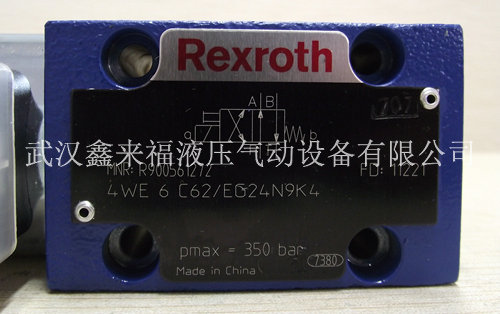 Rexroth
A B
707
a b
武汉鑫来福液压气动设备有限公司
MNR: R900561272 FD: 11221
4WE 6 C62/EG24N9K4
pmax = 350 bar
Made in China 7380